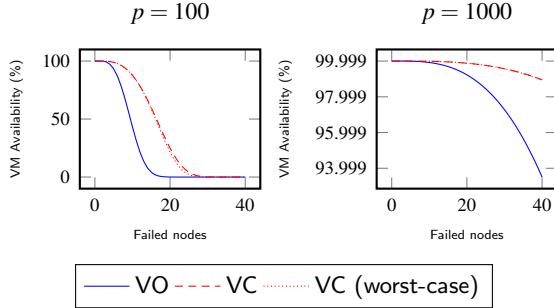 p = 100
p = 1000
VM Availability (%)
100
50
0
0
20
40
Failed nodes
VM Availability (%)
99.999
97.999
95.999
93.999
0
20
40
Failed nodes
VO
VC
VC (worst-case)